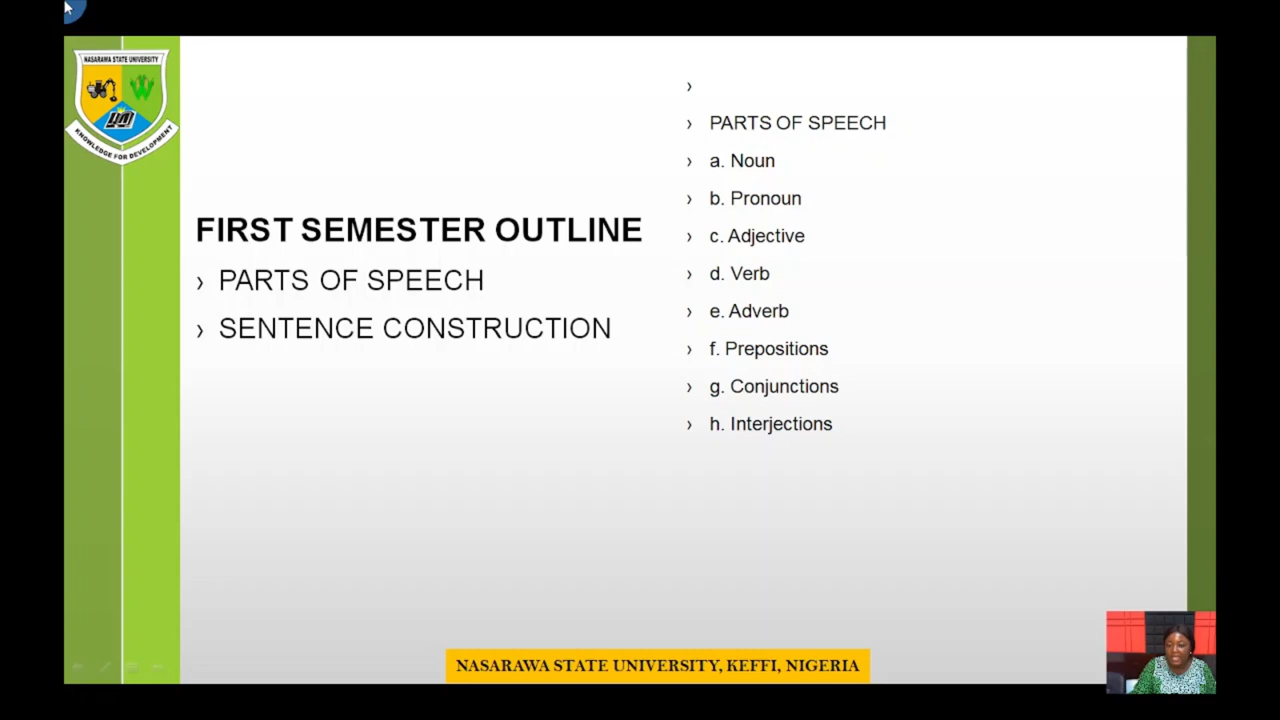 NASARAWA STATE UNIVERSITY
KNOWLEDGE FOR DEVELOPMENT
FIRST SEMESTER OUTLINE
› PARTS OF SPEECH
› SENTENCE CONSTRUCTION
›
› PARTS OF SPEECH
› a. Noun
› b. Pronoun
› c. Adjective
› d. Verb
› e. Adverb
› f. Prepositions
› g. Conjunctions
› h. Interjections
NASARAWA STATE UNIVERSITY, KEFFI, NIGERIA